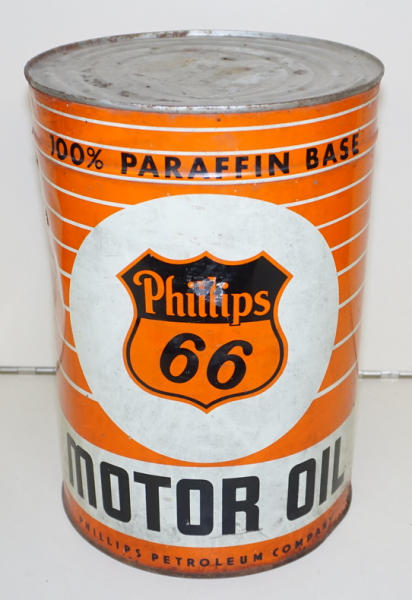 100% PARAFFIN BASE
Phillips
66
MOTOR OIL
PHILLIPS PETROLEUM COMPANY